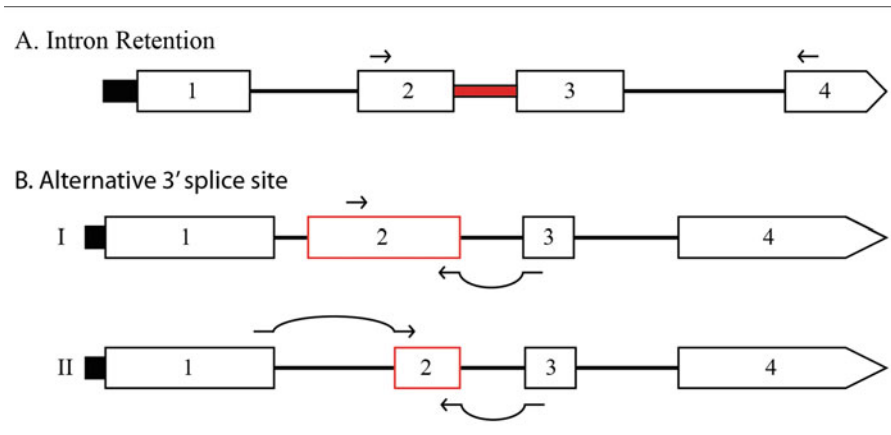 A. Intron Retention
1 2 3 4
B. Alternative 3' splice site
I 1 2 3 4
II 1 2 3 4